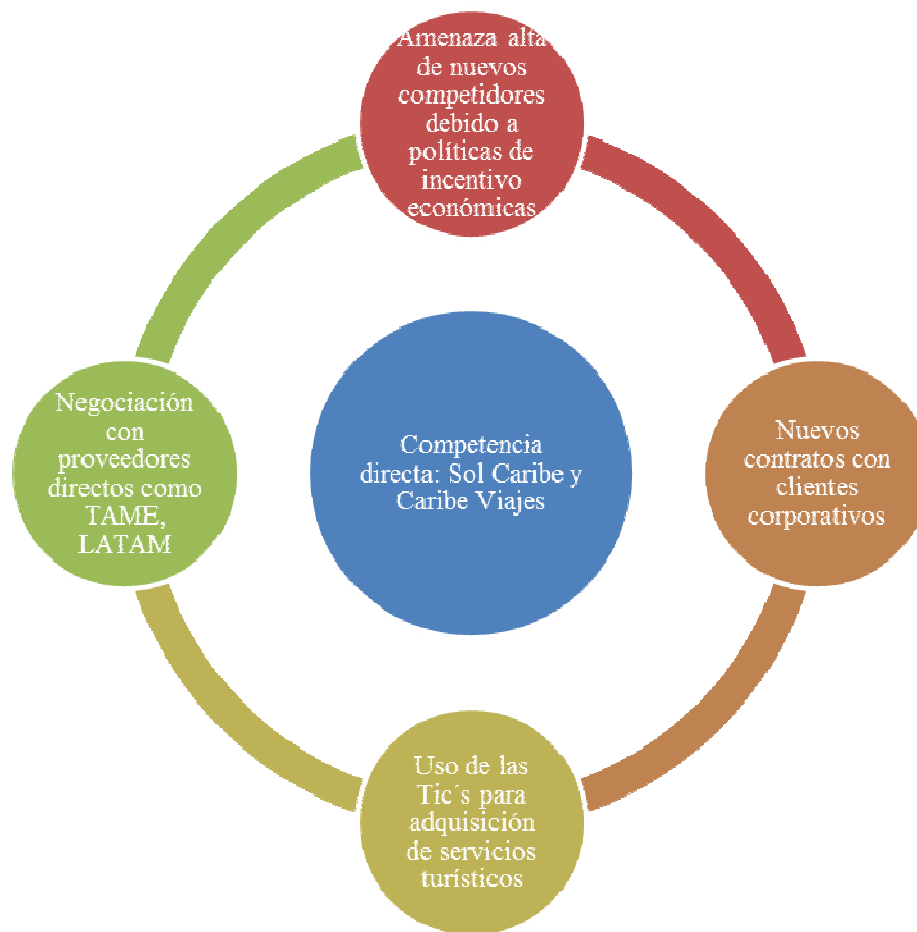 Amenaza alta
de nuevos
competidores
debido a
políticas de
incentivo
económicas
Negociación
con
proveedores
directos como
TAME,
LATAM
Competencia
directa: Sol Caribe y
Caribe Viajes
Nuevos
contratos con
clientes
corporativos
Uso de las
Tic´s para
adquisición
de servicios
turísticos